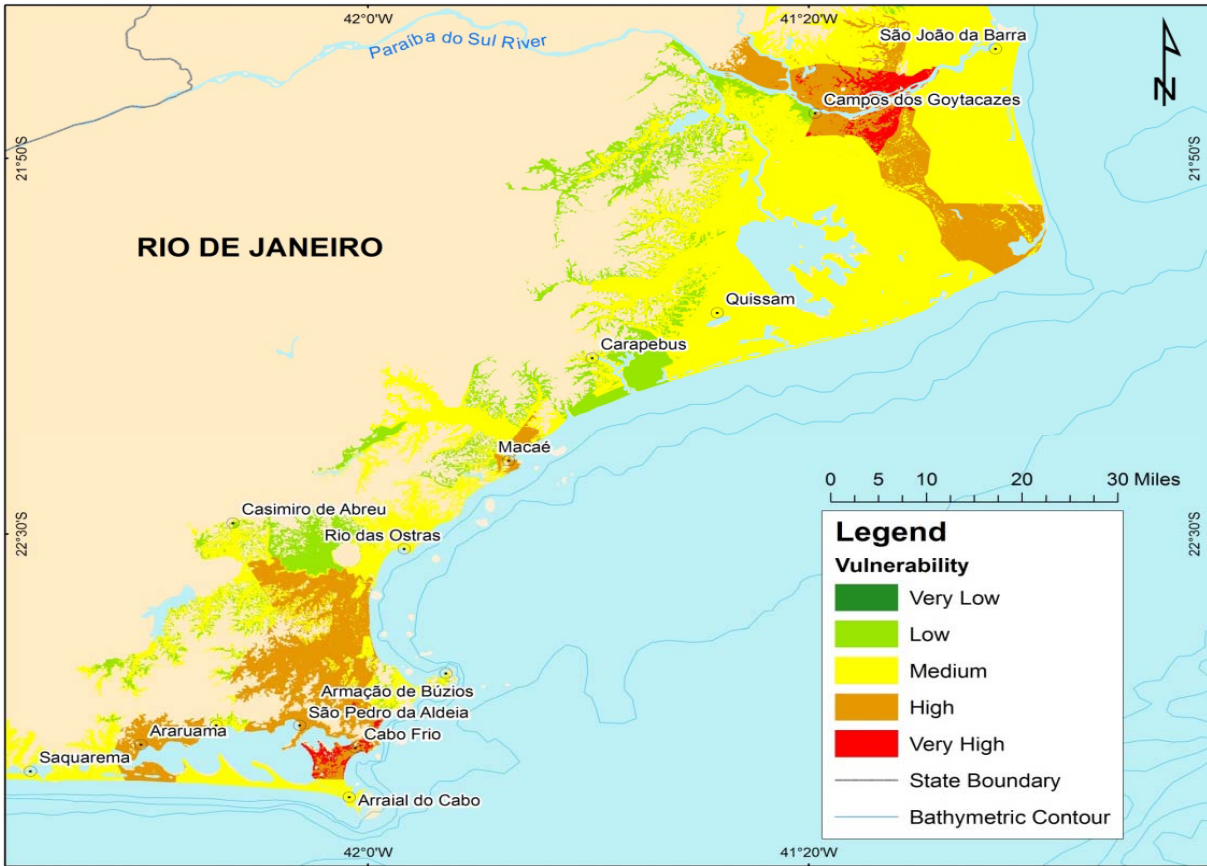 42°0'W
41°20'W
Paraíba do Sul River
São João da Barra
N
Campos dos Goytacazes
21°50'S
21°50'S
RIO DE JANEIRO
Quissam
Carapebus
Macaé
0 5 10 20 30 Miles
Casimiro de Abreu
Rio das Ostras
22°30'S
22°30'S
Legend
Vulnerability
Very Low
Low
Medium
High
Very High
State Boundary
Bathymetric Contour
Armação de Búzios
São Pedro da Aldeia
Araruama
Cabo Frio
Saquarema
Arraial do Cabo
42°0'W
41°20'W